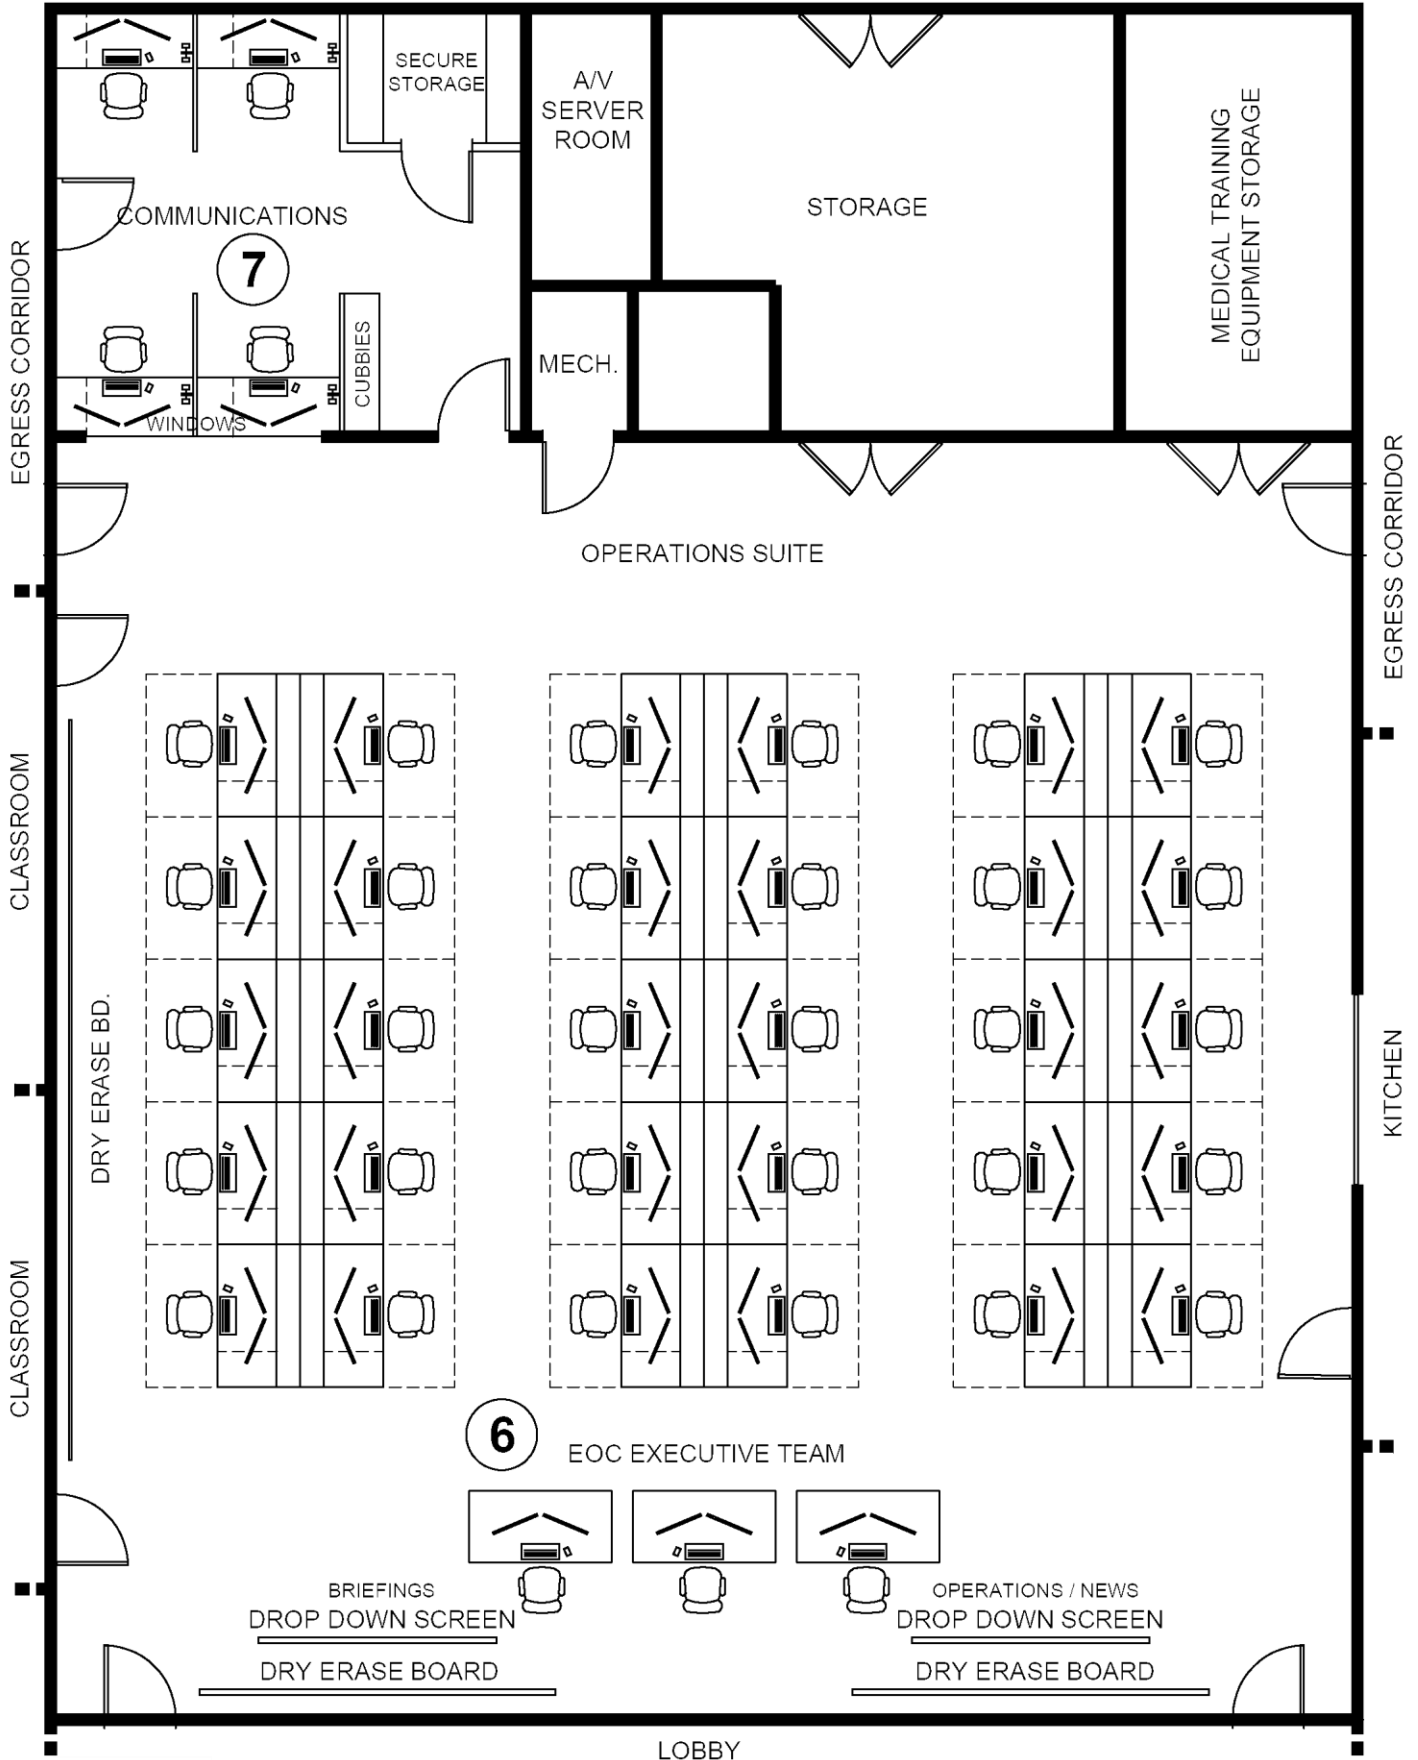 SECURE
STORAGE
A/V
SERVER
ROOM
STORAGE
MEDICAL TRAINING
EQUIPMENT STORAGE
COMMUNICATIONS
7
EGRESS CORRIDOR
CUBBIES
MECH.
WINDOWS
EGRESS CORRIDOR
OPERATIONS SUITE
CLASSROOM
DRY ERASE BD.
KITCHEN
CLASSROOM
6
EOC EXECUTIVE TEAM
BRIEFINGS
DROP DOWN SCREEN
DRY ERASE BOARD
OPERATIONS / NEWS
DROP DOWN SCREEN
DRY ERASE BOARD
LOBBY